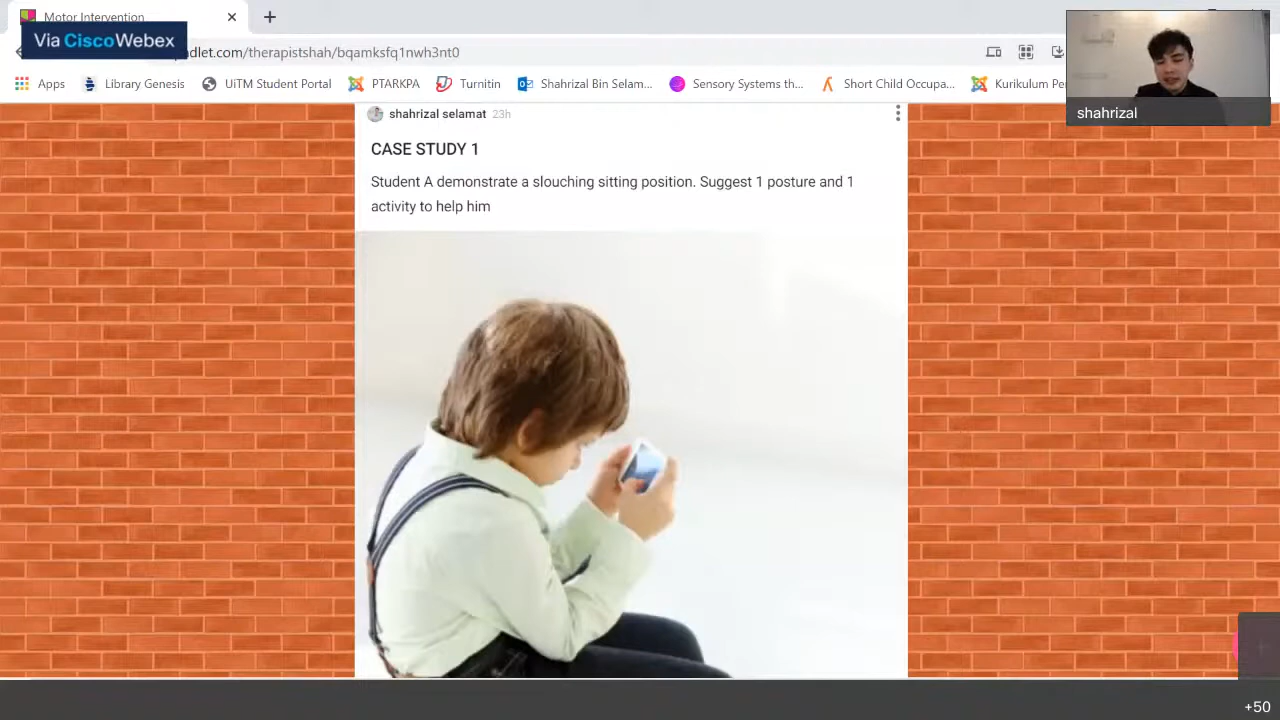 Motor Intervention
Via CiscoWebex
dlet.com/therapistshah/bqamksfq1nwh3nt0
Apps
Library Genesis
UiTM Student Portal
PTARKPA
Turnitin
Shahrizal Bin Selam...
Sensory Systems th...
Short Child Occupa...
Kurikulum Pe
shahrizal
shahrizal selamat 23h
CASE STUDY 1
Student A demonstrate a slouching sitting position. Suggest 1 posture and 1
activity to help him
+50